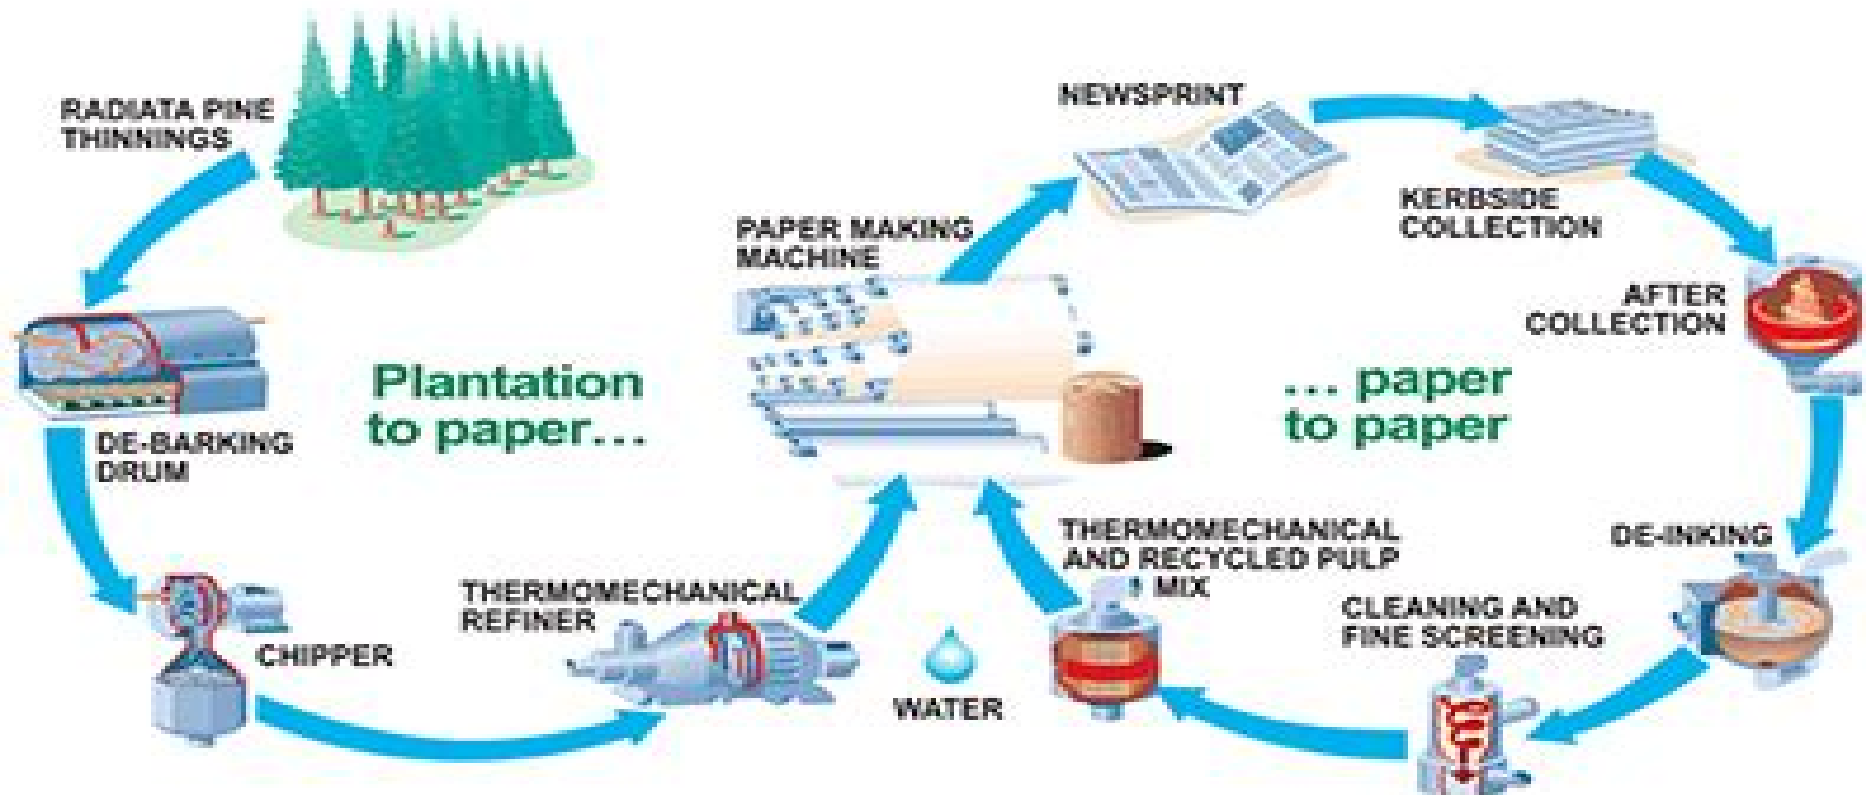 RADIATA PINE
THINNINGS
DE-BARKING
DRUM
CHIPPER
Plantation
to paper...
THERMOMECHANICAL
REFINER
PAPER MAKING
MACHINE
WATER
NEWSPRINT
KERBSIDE
COLLECTION
AFTER
COLLECTION
... paper
to paper
DE-INKING
CLEANING AND
FINE SCREENING
THERMOMECHANICAL
AND RECYCLED PULP
MIX